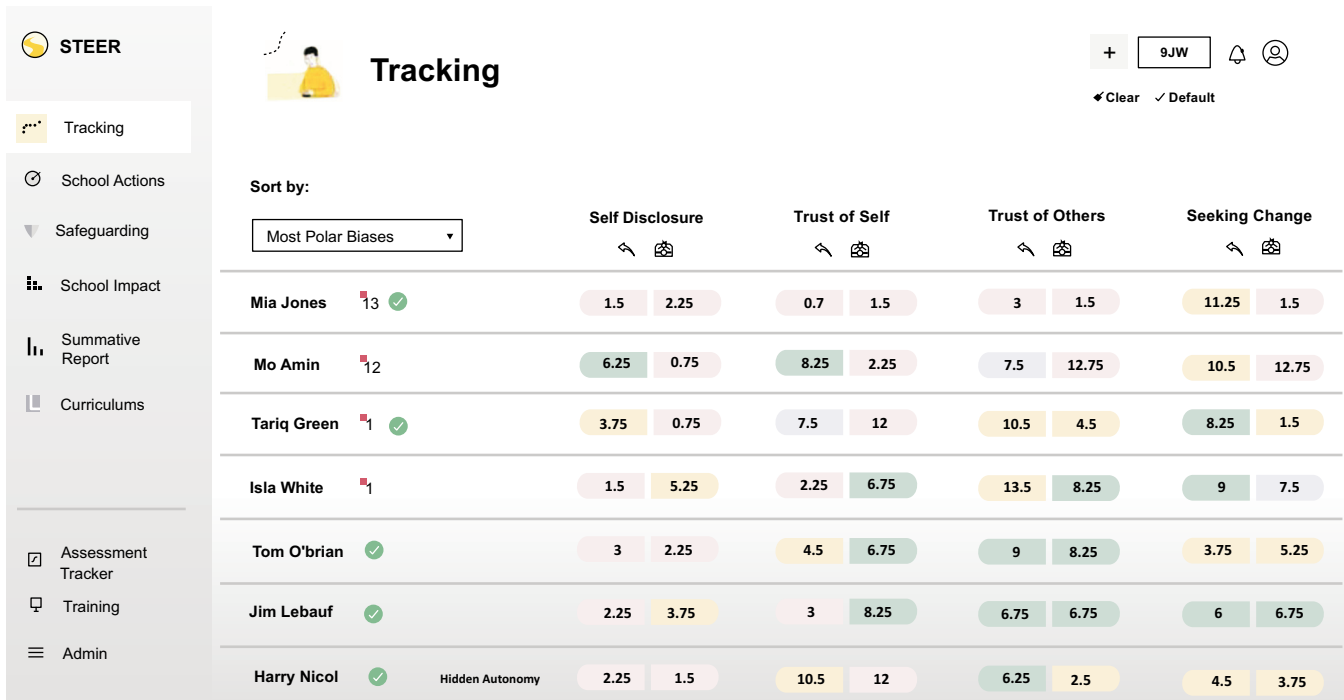 STEER
Tracking
9JW
Clear Default
Tracking
School Actions
Safeguarding
School Impact
Summative
Report
Curriculums
Assessment
Tracker
Training
Admin
Sort by:
Most Polar Biases
Self Disclosure Trust of Self Trust of Others Seeking Change
Mia Jones 13 1.5 2.25 0.7 1.5 3 1.5 11.25 1.5
Mo Amin 12 6.25 0.75 8.25 2.25 7.5 12.75 10.5 12.75
Tariq Green 1 3.75 0.75 7.5 12 10.5 4.5 8.25 1.5
Isla White 1 1.5 5.25 2.25 6.75 13.5 8.25 9 7.5
Tom O'brian 3 2.25 4.5 6.75 9 8.25 3.75 5.25
Jim Lebauf 2.25 3.75 3 8.25 6.75 6.75 6 6.75
Harry Nicol Hidden Autonomy 2.25 1.5 10.5 12 6.25 2.5 4.5 3.75